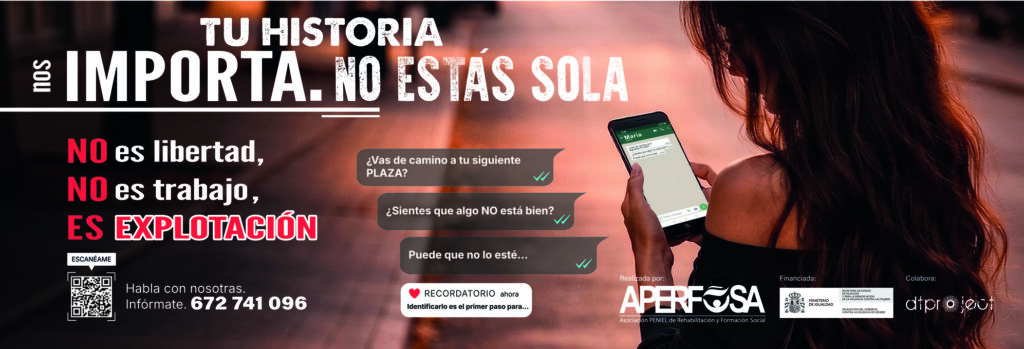 TU HISTORIA
nos IMPORTA. NO ESTÁS SOLA
NO es libertad,
NO es trabajo,
ES EXPLOTACIÓN
¿Vas de camino a tu siguiente
PLAZA?
¿Sientes que algo NO está bien?
Puede que no lo esté...
RECORDATORIO ahora
Identificarlo es el primer paso para...
María
ESCANÉAME
Habla con nosotras.
Infórmate. 672 741 096
Realizada por:
APERFOSA
Asociación PENIEL de Rehabilitación y Formación Social
Financiada:
MINISTERIO
DE IGUALDAD
Colabora:
dtproject